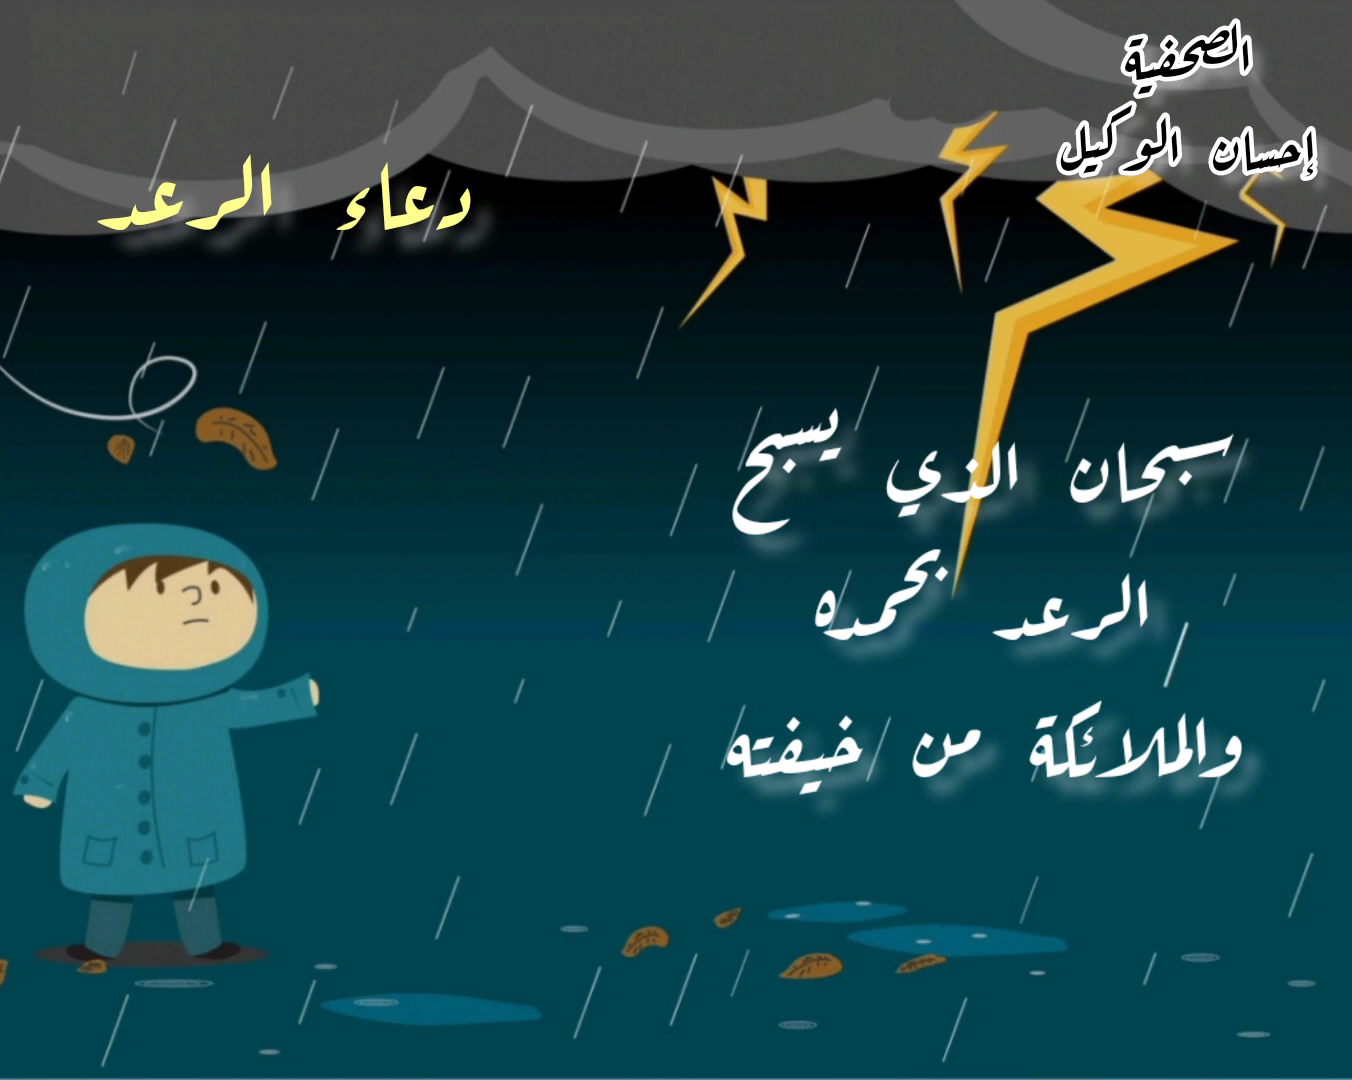 الصحفية
إحسان الوكيل
دعاء الرعد
سبحان الذي يسبح
الرعد بحمده
والملائكة من خيفته